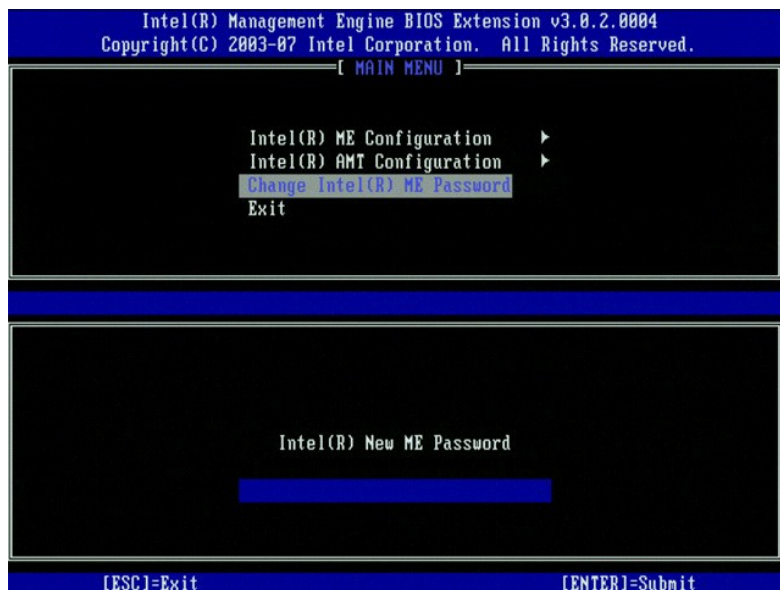 Intel(R) Management Engine BIOS Extension v3.0.2.0004
Copyright(C) 2003-07 Intel Corporation. All Rights Reserved.
[ MAIN MENU ]
Intel(R) ME Configuration ►
Intel(R) AMT Configuration ►
Change Intel(R) ME Password
Exit
Intel(R) New ME Password
[ESC]=Exit [ENTER]=Submit